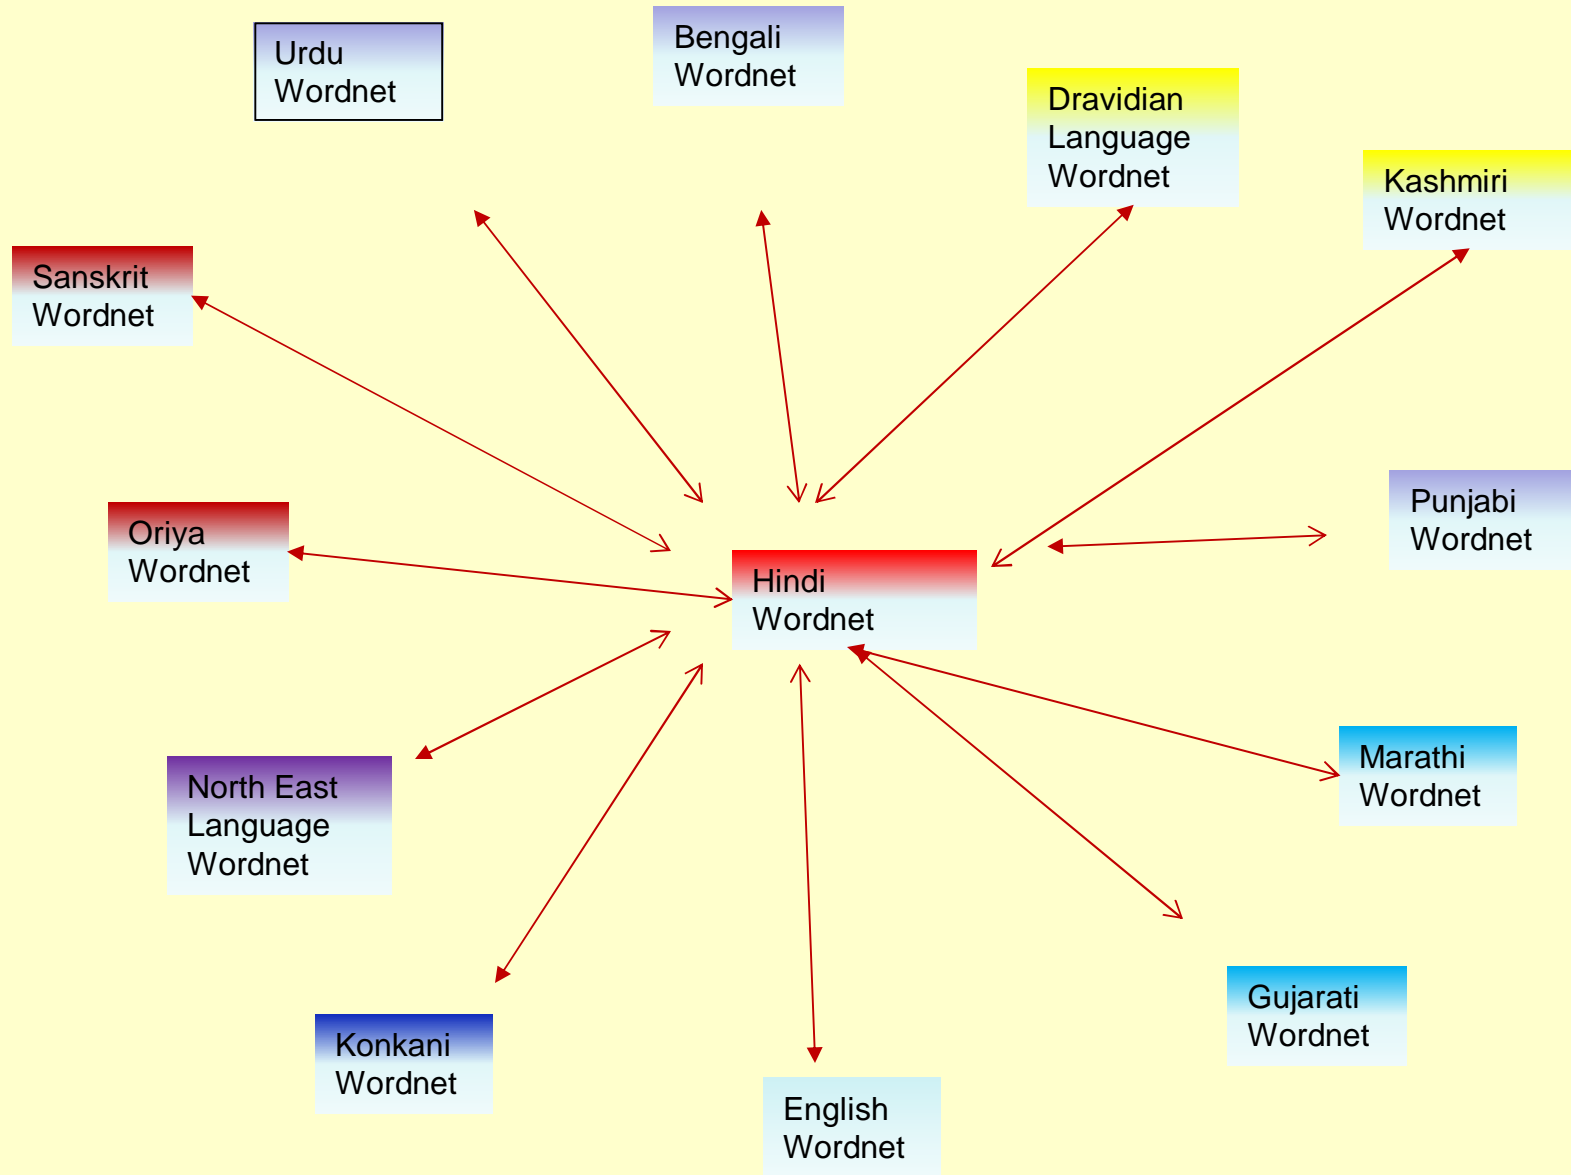 Urdu
Wordnet
Bengali
Wordnet
Dravidian
Language
Wordnet
Kashmiri
Wordnet
Sanskrit
Wordnet
Punjabi
Wordnet
Oriya
Wordnet
Hindi
Wordnet
North East
Language
Wordnet
Marathi
Wordnet
Gujarati
Wordnet
Konkani
Wordnet
English
Wordnet